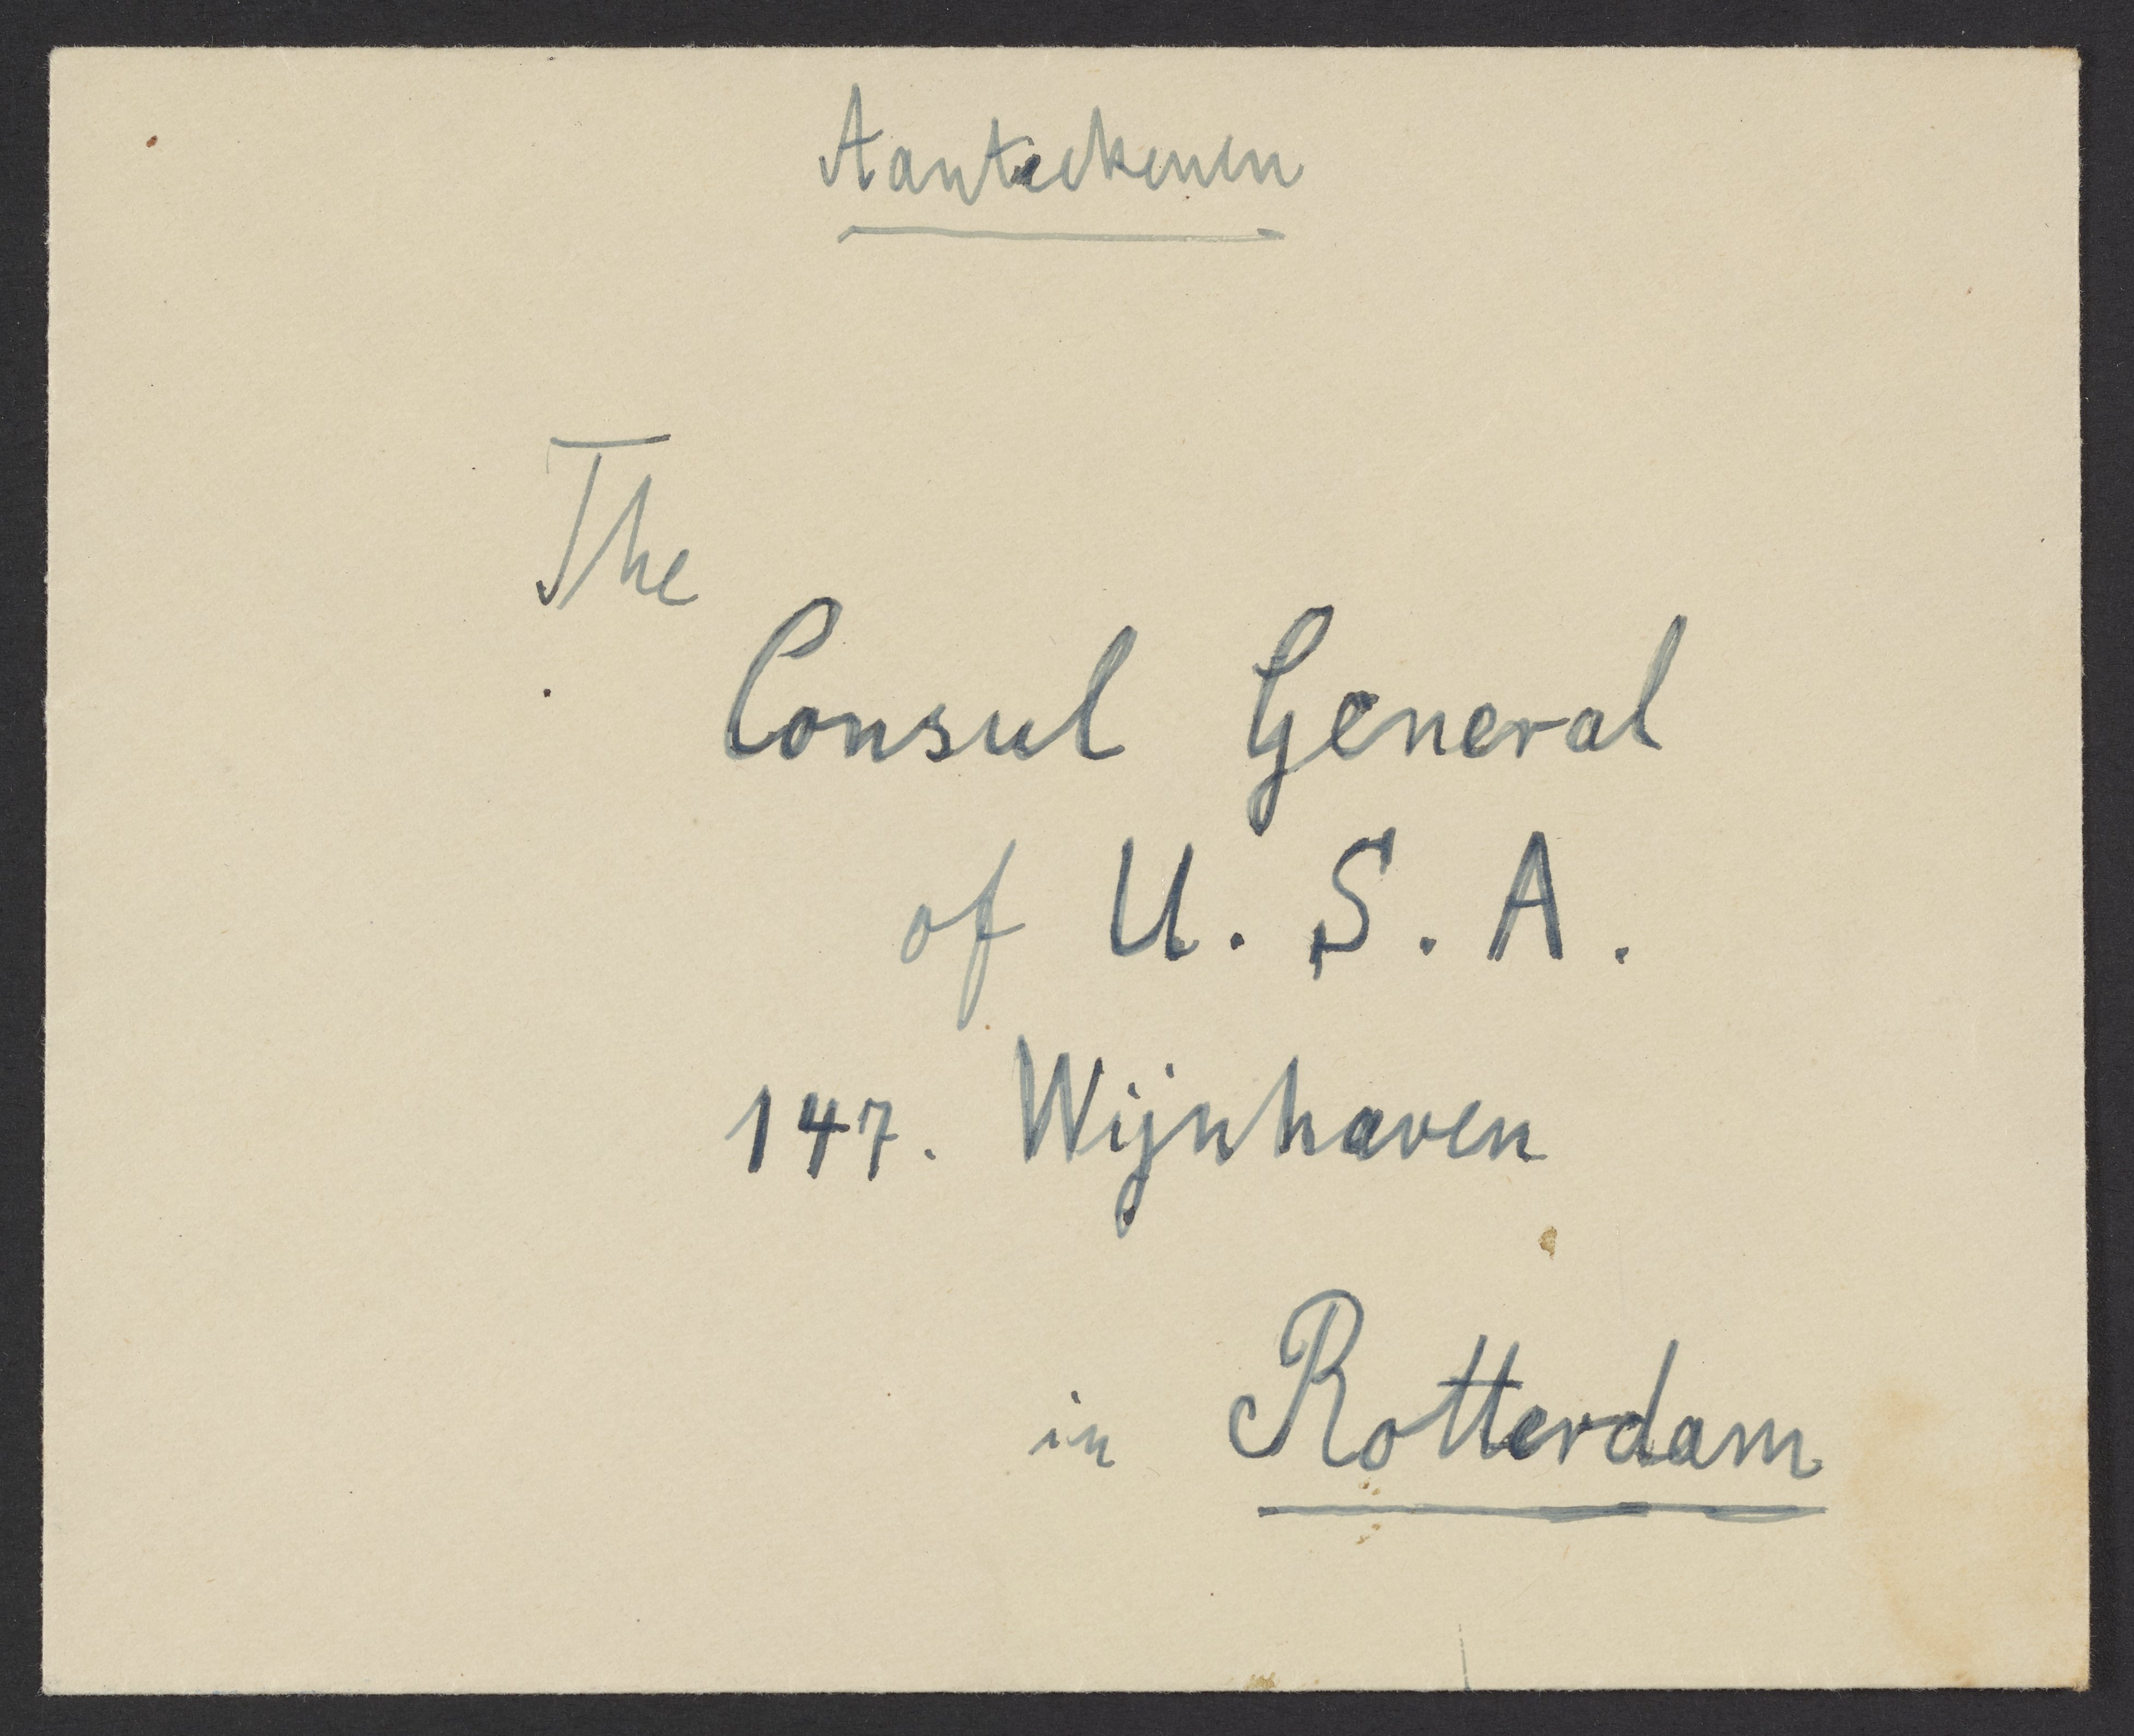 Aanteekenen
The
Consul General
of U. S. A.
147. Wijnhaven
in Rotterdam